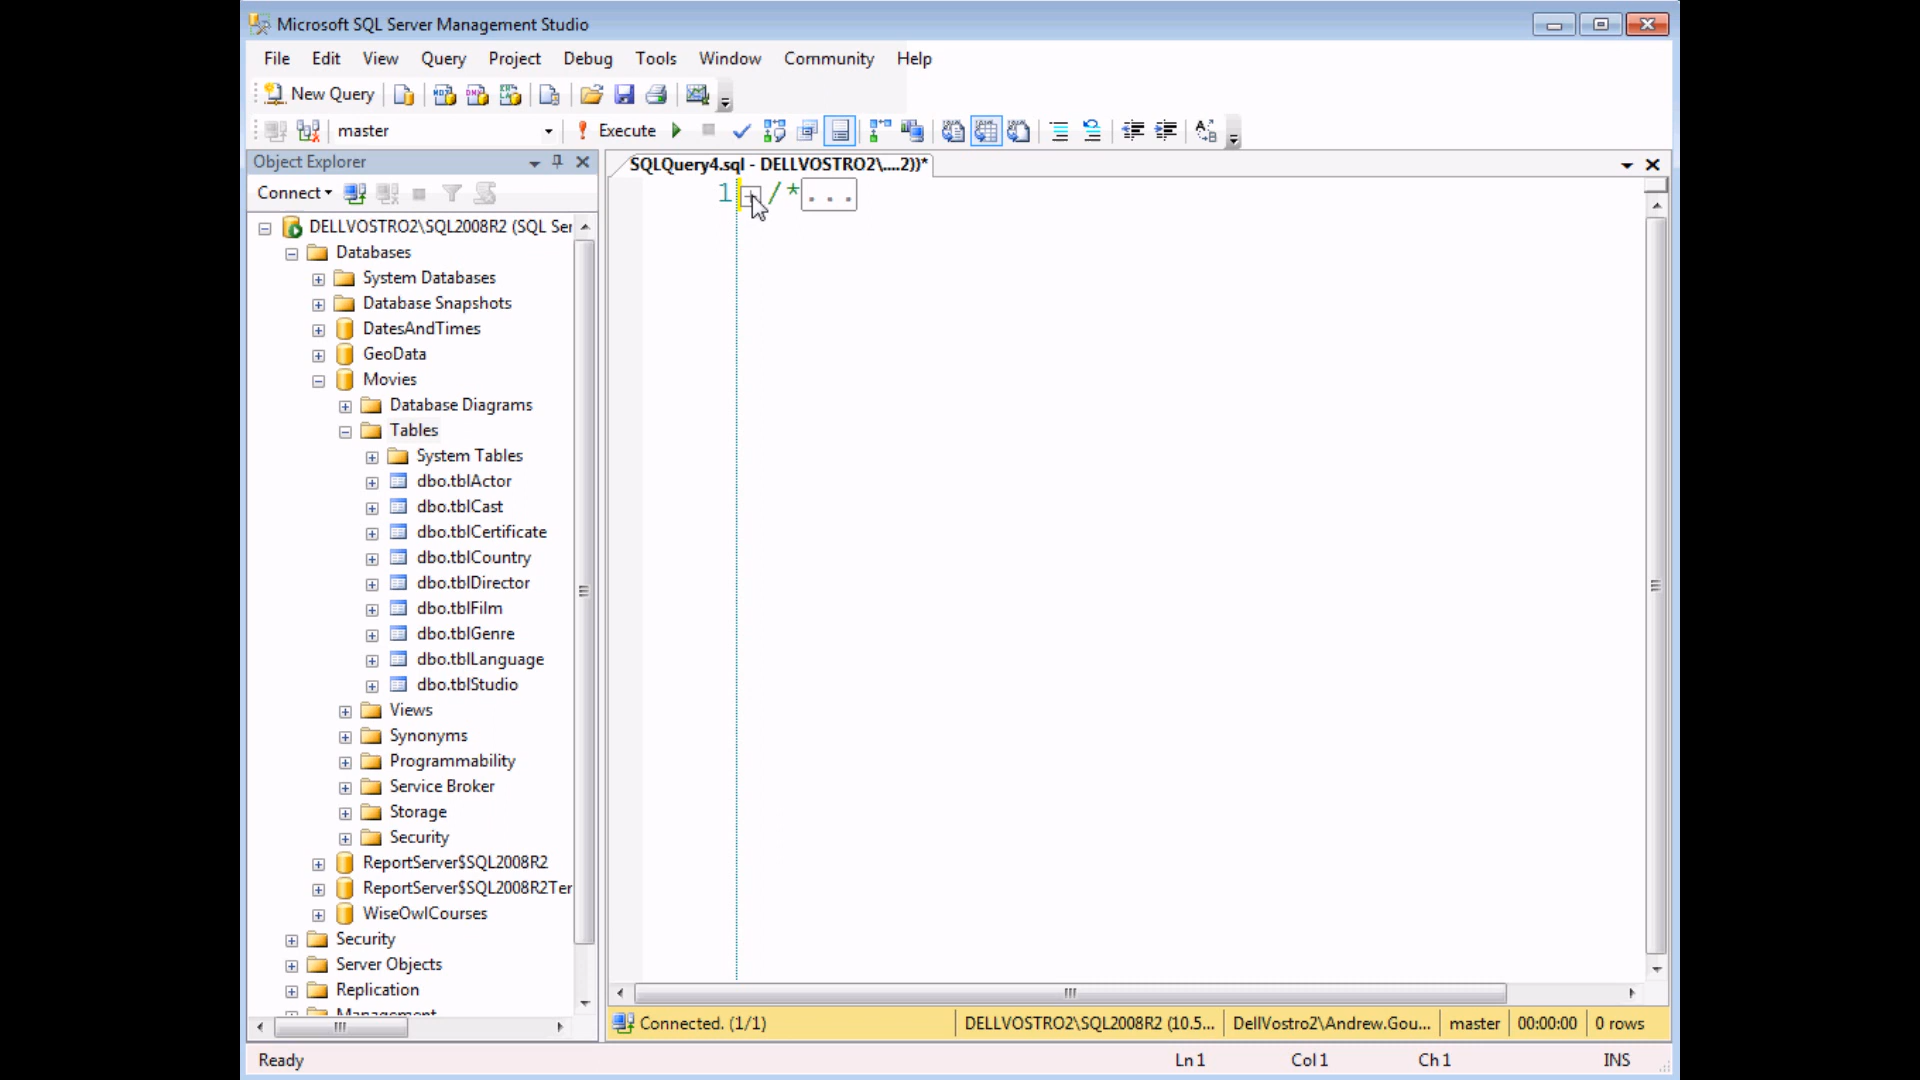 Microsoft SQL Server Management Studio
File Edit View Query Project Debug Tools Window Community Help
New Query
master Execute
Object Explorer
SQLQuery4.sql - DELLVOSTRO2\....2))*
Connect
1 /*...
DELLVOSTRO2\SQL2008R2 (SQL Ser
Databases
System Databases
Database Snapshots
DatesAndTimes
GeoData
Movies
Database Diagrams
Tables
System Tables
dbo.tblActor
dbo.tblCast
dbo.tblCertificate
dbo.tblCountry
dbo.tblDirector
dbo.tblFilm
dbo.tblGenre
dbo.tblLanguage
dbo.tblStudio
Views
Synonyms
Programmability
Service Broker
Storage
Security
ReportServer$SQL2008R2
ReportServer$SQL2008R2Ter
WiseOwlCourses
Security
Server Objects
Replication
Management
Connected. (1/1) DELLVOSTRO2\SQL2008R2 (10.5... DellVostro2\Andrew.Gou... master 00:00:00 0 rows
Ready Ln 1 Col 1 Ch 1 INS